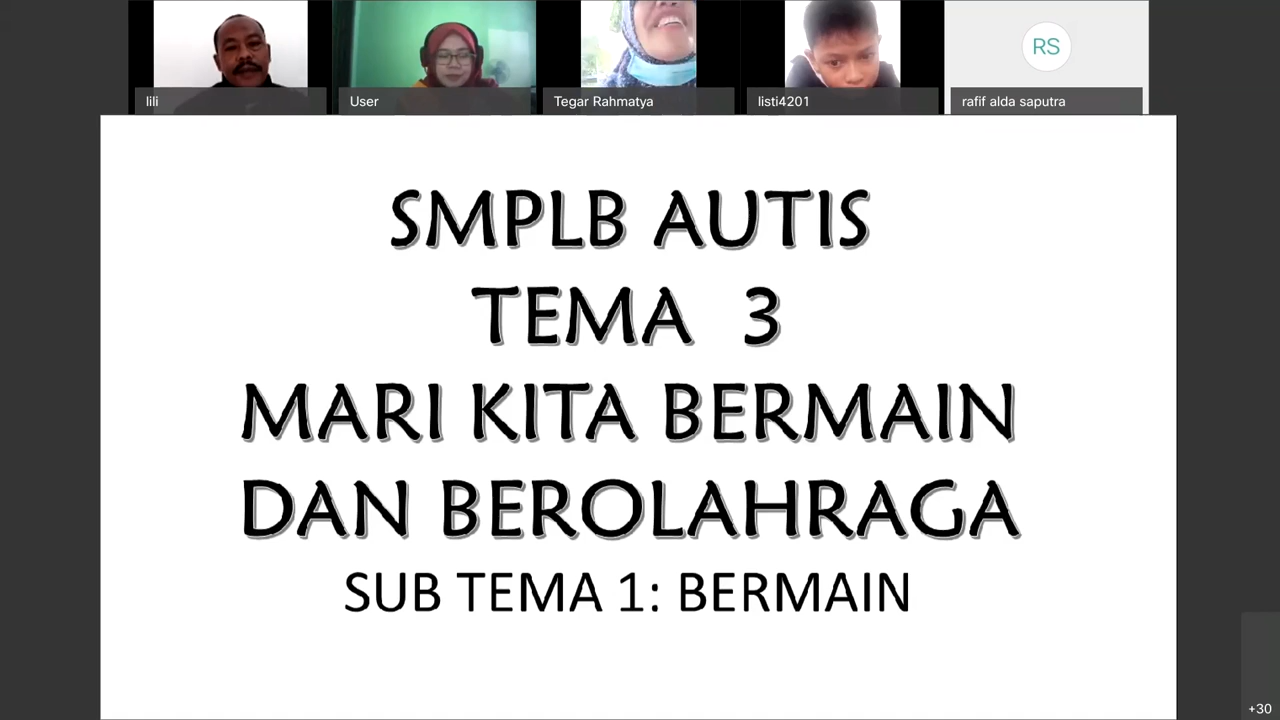 lili
User
Tegar Rahmatya
listi4201
RS
rafif alda saputra
SMPLB AUTIS
TEMA 3
MARI KITA BERMAIN
DAN BEROLAHRAGA
SUB TEMA 1: BERMAIN
+30